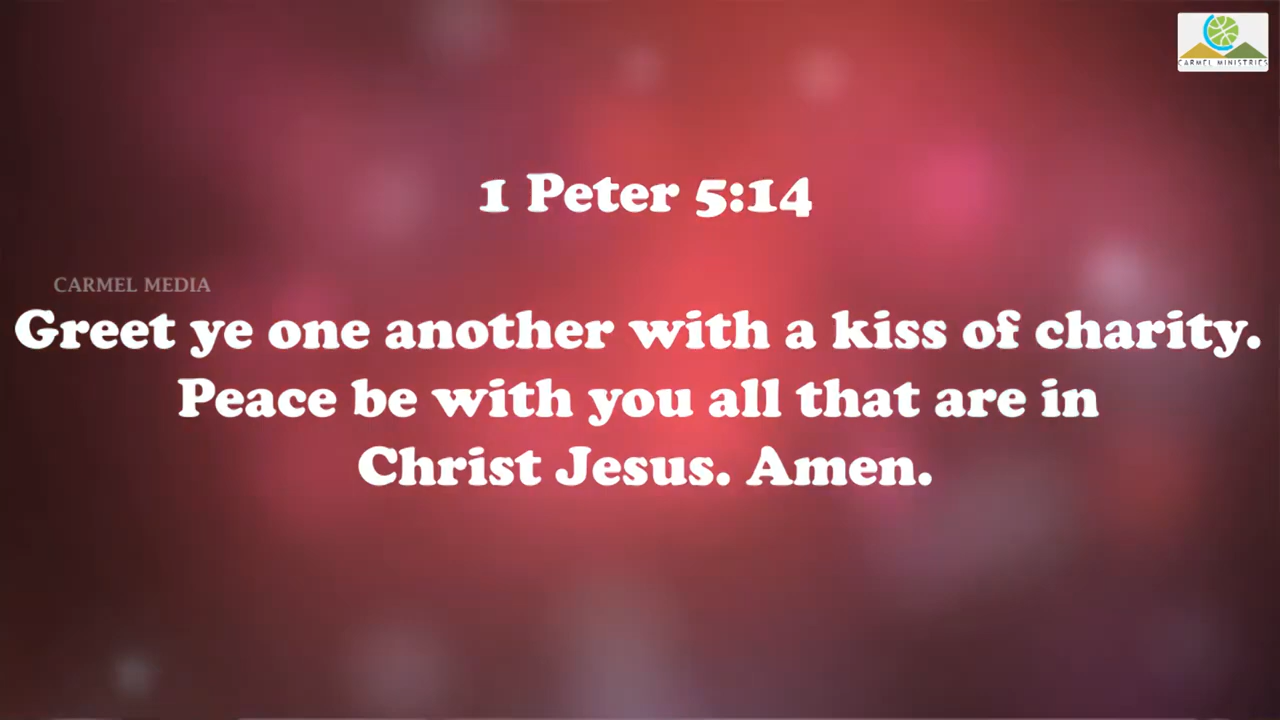 CARMEL MINISTRIES
1 Peter 5:14
CARMEL MEDIA
Greet ye one another with a kiss of charity.
Peace be with you all that are in
Christ Jesus. Amen.